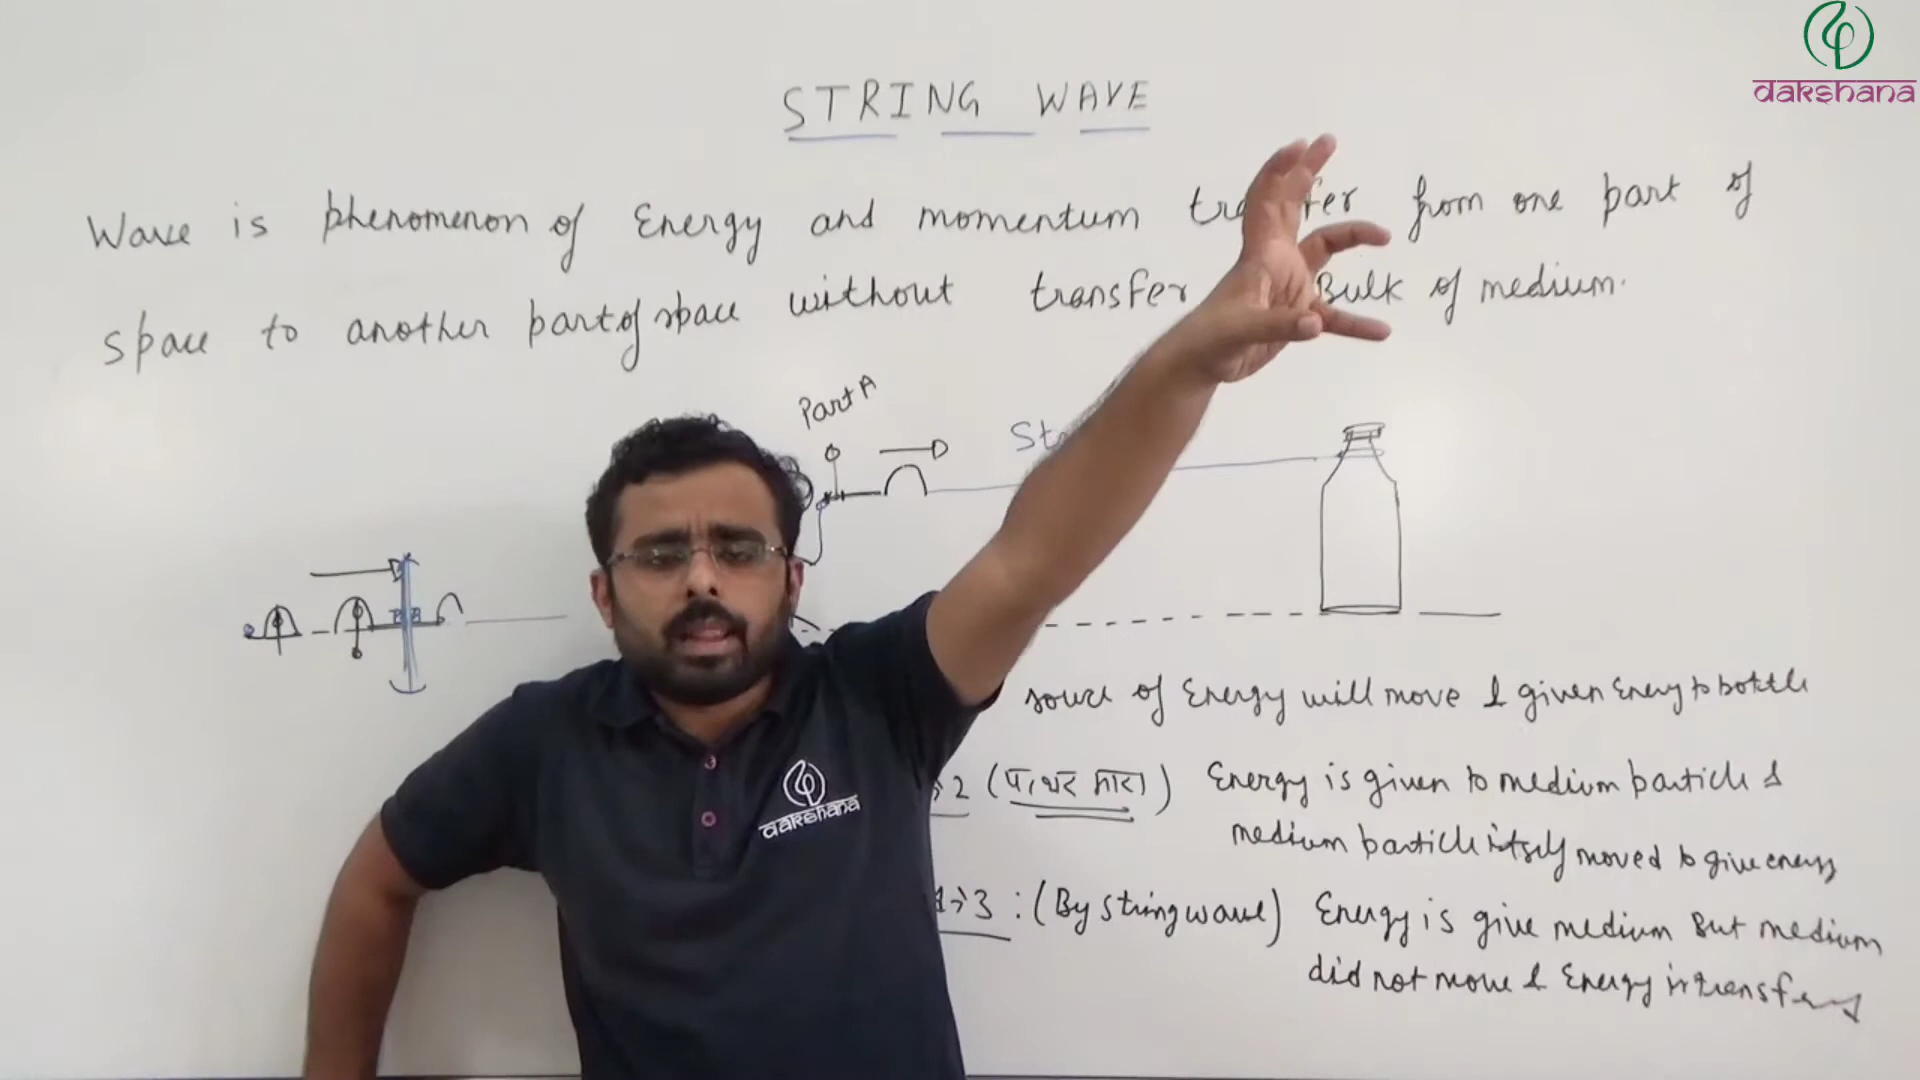 dakshana
STRING WAVE
Wave is phenomenon of Energy and momentum from one part of
space to another part of space without transfer Bulk of medium.
Part A
source of Energy will move & given Energy to bottle
2 (पत्थर मारा) Energy is given to medium particle &
medium particle itself moved to give energy
3 : (By string wave) Energy is give medium But medium
did not move & Energy is
dakshana